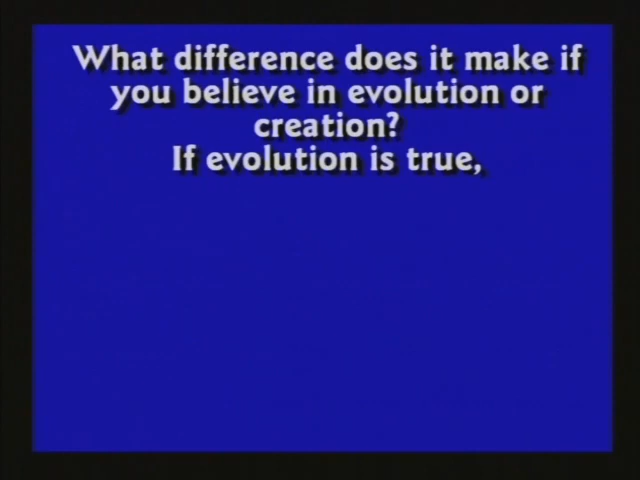 What difference does it make if
you believe in evolution or
creation?
If evolution is true,